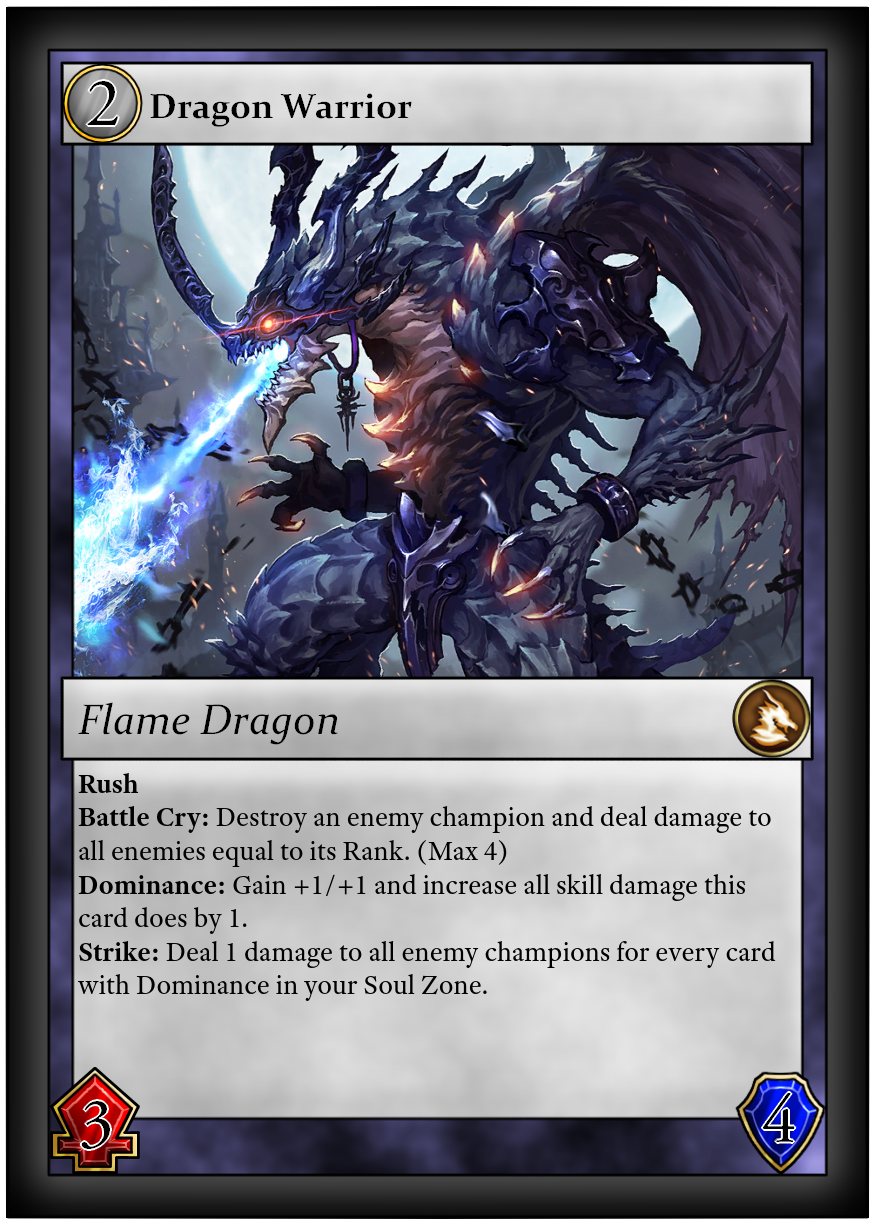 2 Dragon Warrior
Flame Dragon
Rush
Battle Cry: Destroy an enemy champion and deal damage to
all enemies equal to its Rank. (Max 4)
Dominance: Gain +1/+1 and increase all skill damage this
card does by 1.
Strike: Deal 1 damage to all enemy champions for every card
with Dominance in your Soul Zone.
3
4